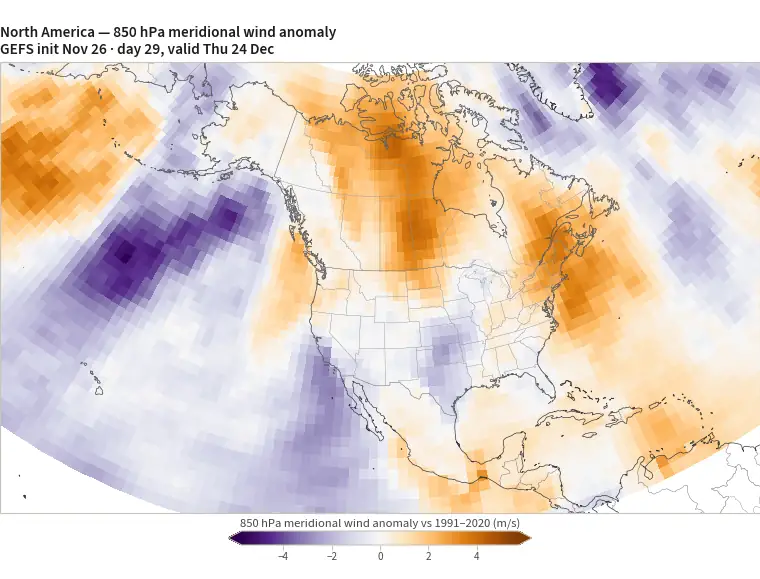 North America — 850 hPa meridional wind anomaly
GEFS init Nov 26 · day 29, valid Thu 24 Dec
850 hPa meridional wind anomaly vs 1991–2020 (m/s)
−4 −2 0 2 4